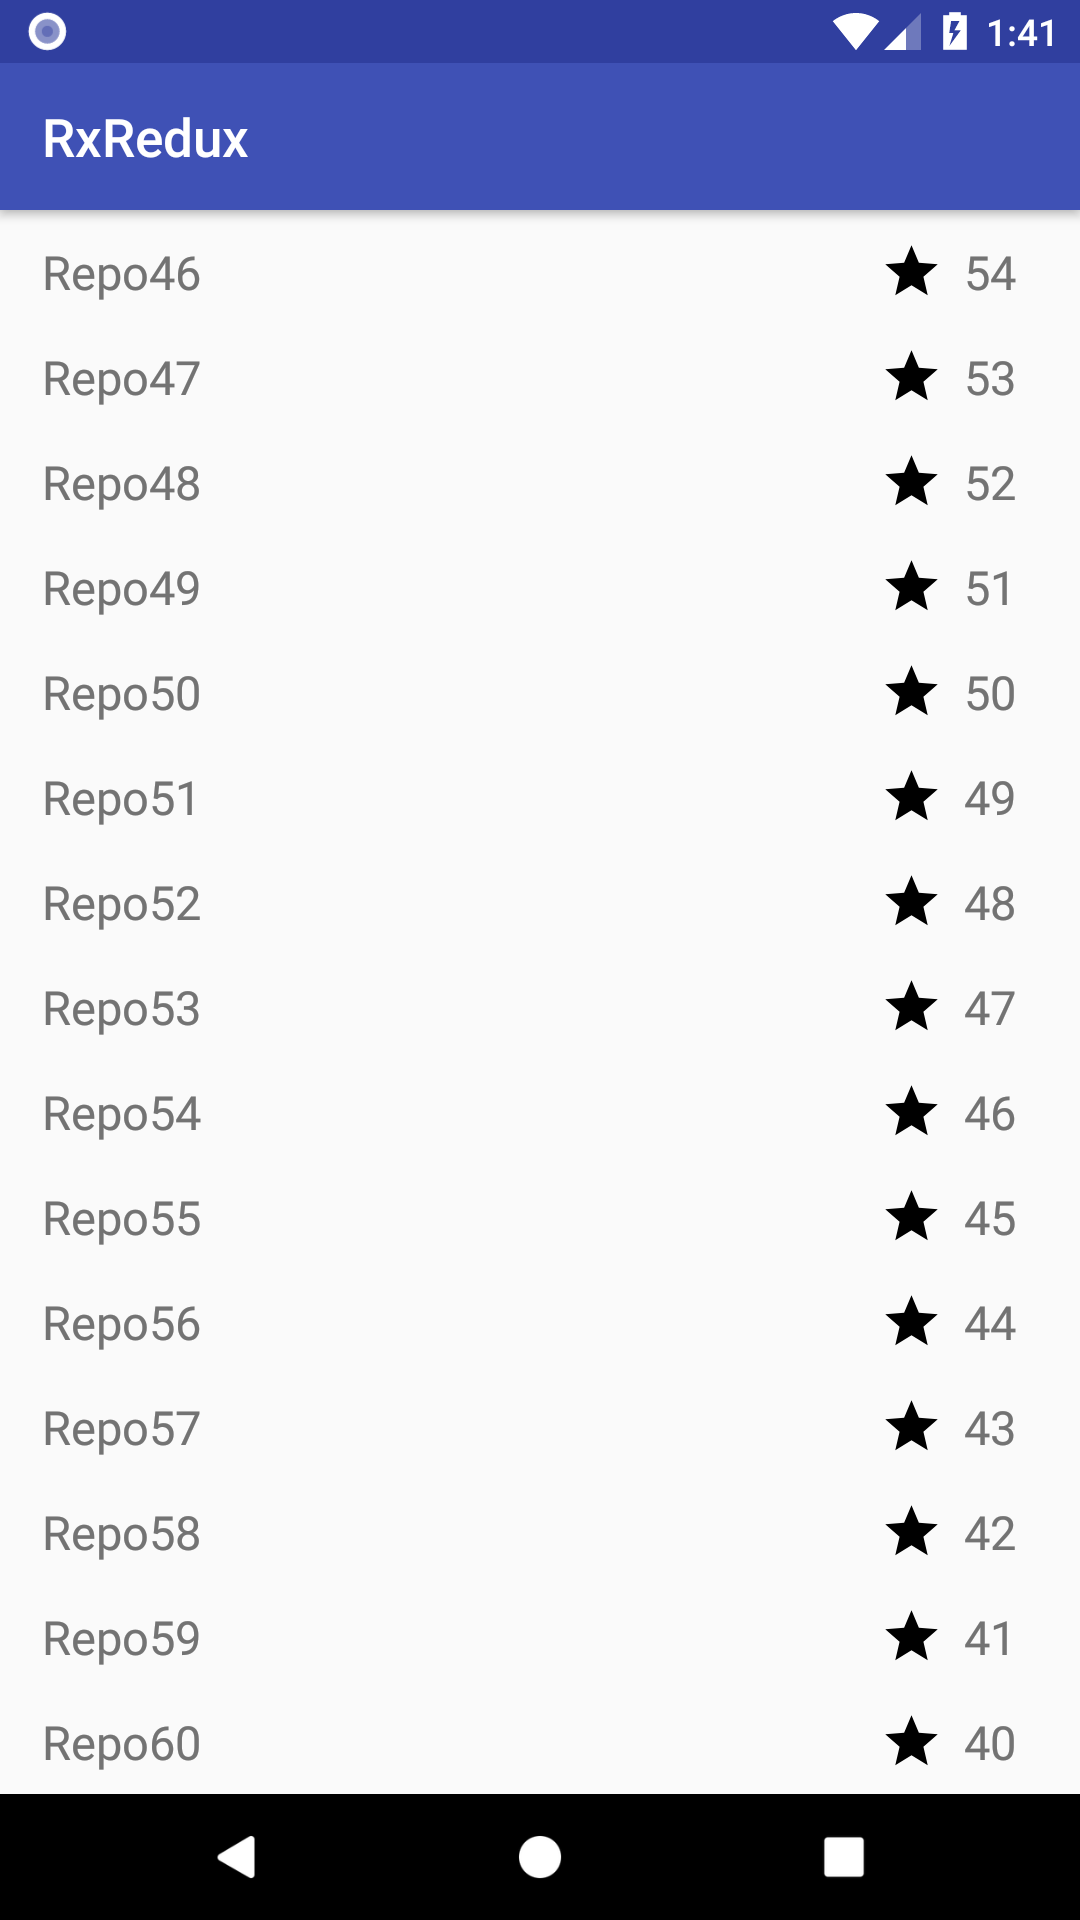 1:41
RxRedux
Repo46 54
Repo47 53
Repo48 52
Repo49 51
Repo50 50
Repo51 49
Repo52 48
Repo53 47
Repo54 46
Repo55 45
Repo56 44
Repo57 43
Repo58 42
Repo59 41
Repo60 40